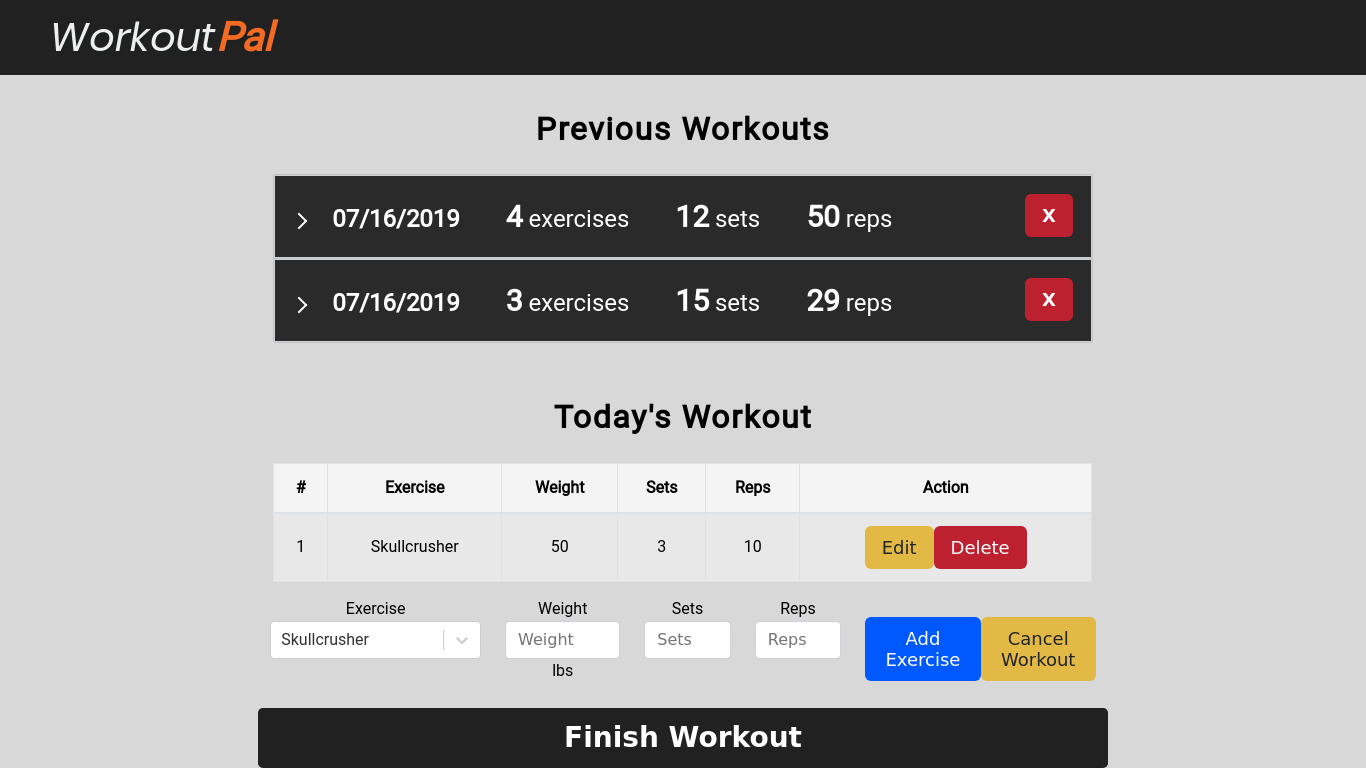 WorkoutPal
Previous Workouts
07/16/2019 4 exercises 12 sets 50 reps X
07/16/2019 3 exercises 15 sets 29 reps X
Today's Workout
# Exercise Weight Sets Reps Action
1 Skullcrusher 50 3 10 Edit Delete
Exercise Weight Sets Reps
Skullcrusher Weight Sets Reps
Add Exercise
Cancel Workout
lbs
Finish Workout